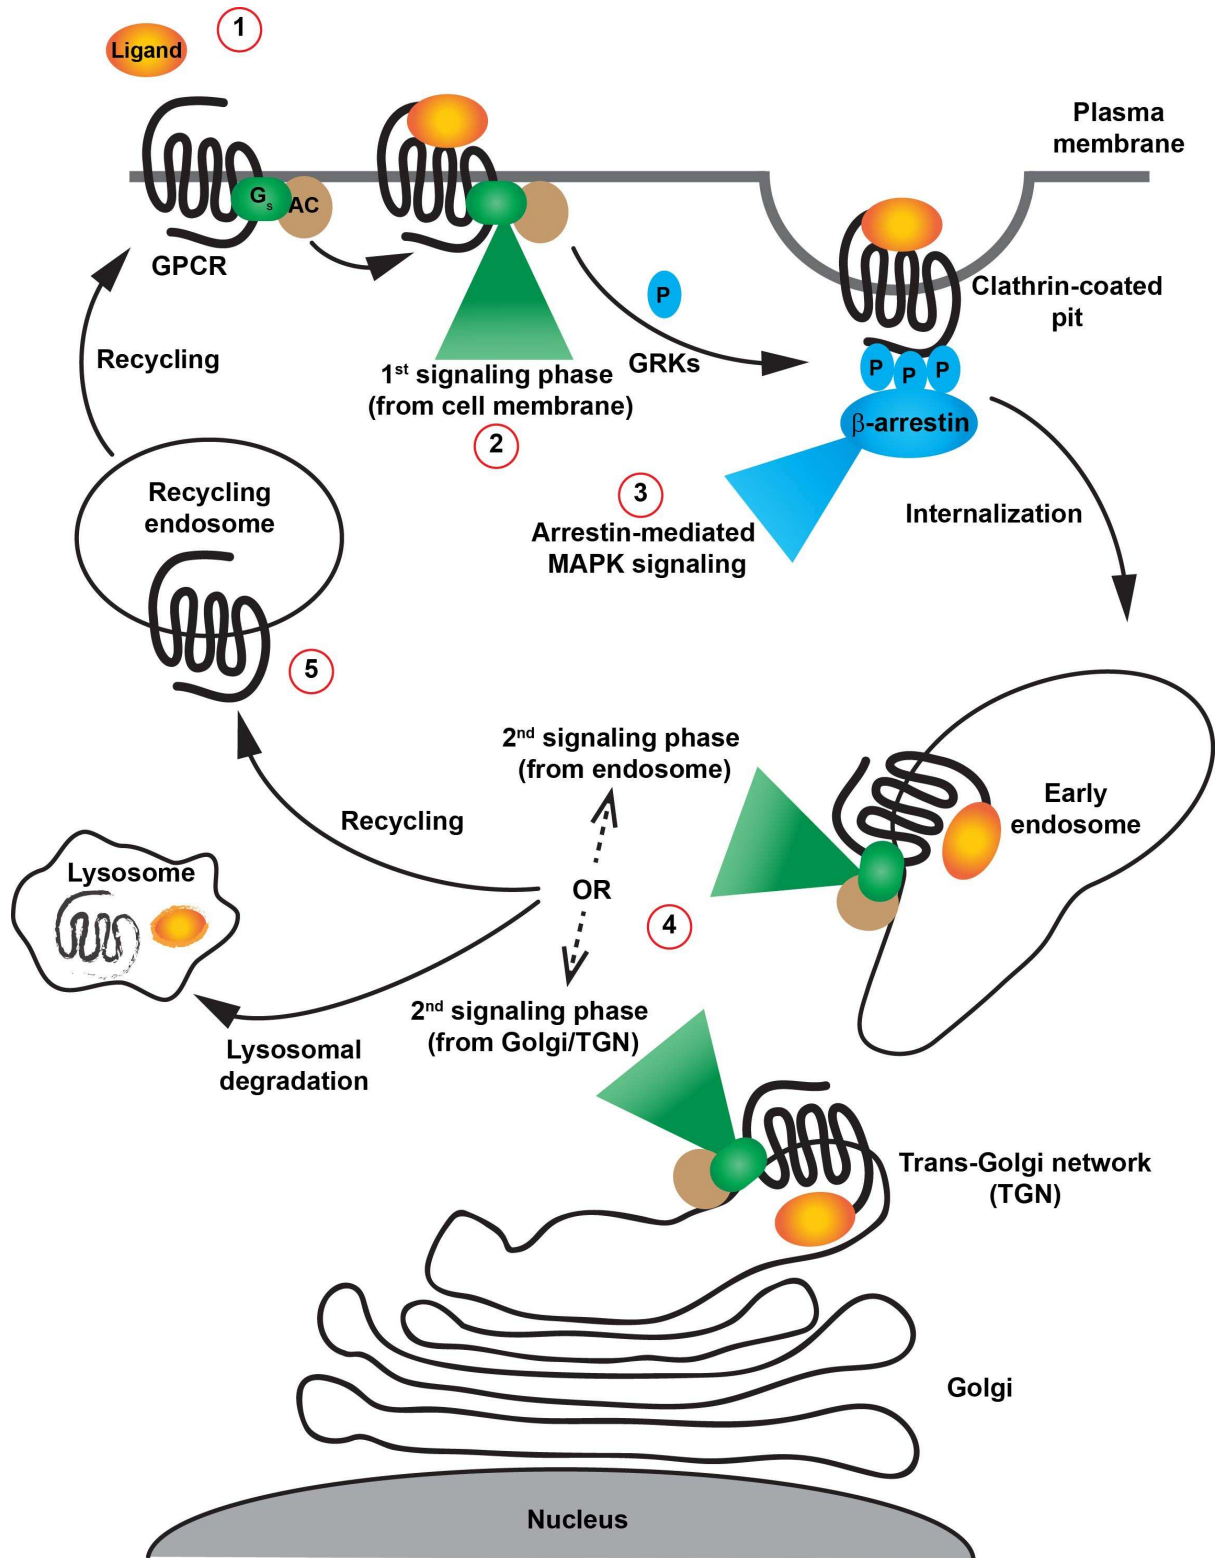 1
Ligand
Plasma
membrane
Gs
AC
GPCR
P
Clathrin-coated
pit
Recycling
1st signaling phase
(from cell membrane)
GRKs
P
P
P
β-arrestin
2
3
Arrestin-mediated
MAPK signaling
Internalization
Recycling
endosome
5
2nd signaling phase
(from endosome)
Early
endosome
Recycling
Lysosome
OR
4
2nd signaling phase
(from Golgi/TGN)
Lysosomal
degradation
Trans-Golgi network
(TGN)
Golgi
Nucleus